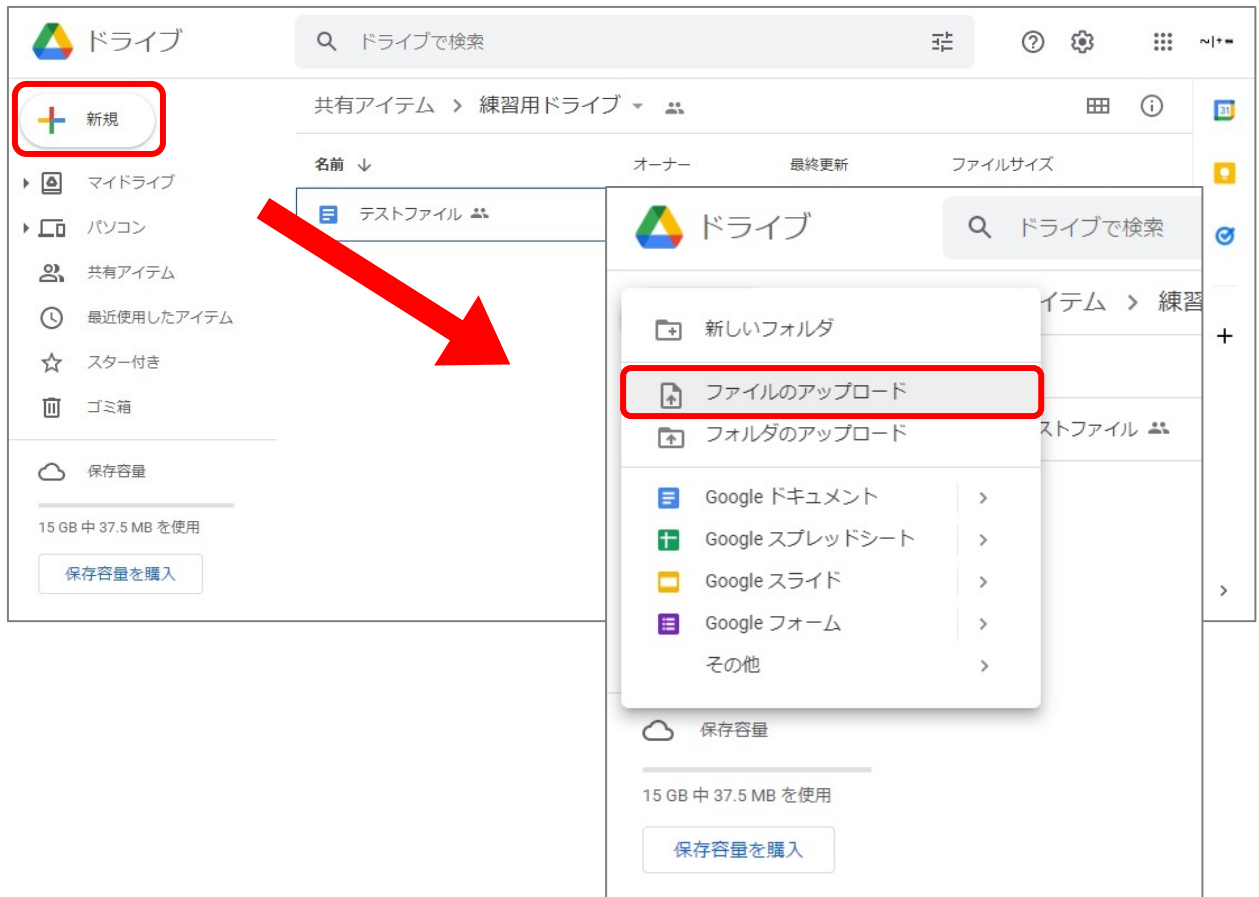 ドライブ
ドライブで検索
新規
共有アイテム > 練習用ドライブ
名前 ↓
オーナー
最終更新
ファイルサイズ
テストファイル
マイドライブ
パソコン
共有アイテム
最近使用したアイテム
スター付き
ゴミ箱
保存容量
15 GB 中 37.5 MB を使用
保存容量を購入
31
ドライブ
ドライブで検索
イテム > 練習
ストファイル
新しいフォルダ
ファイルのアップロード
フォルダのアップロード
Google ドキュメント
Google スプレッドシート
Google スライド
Google フォーム
その他
保存容量
15 GB 中 37.5 MB を使用
保存容量を購入